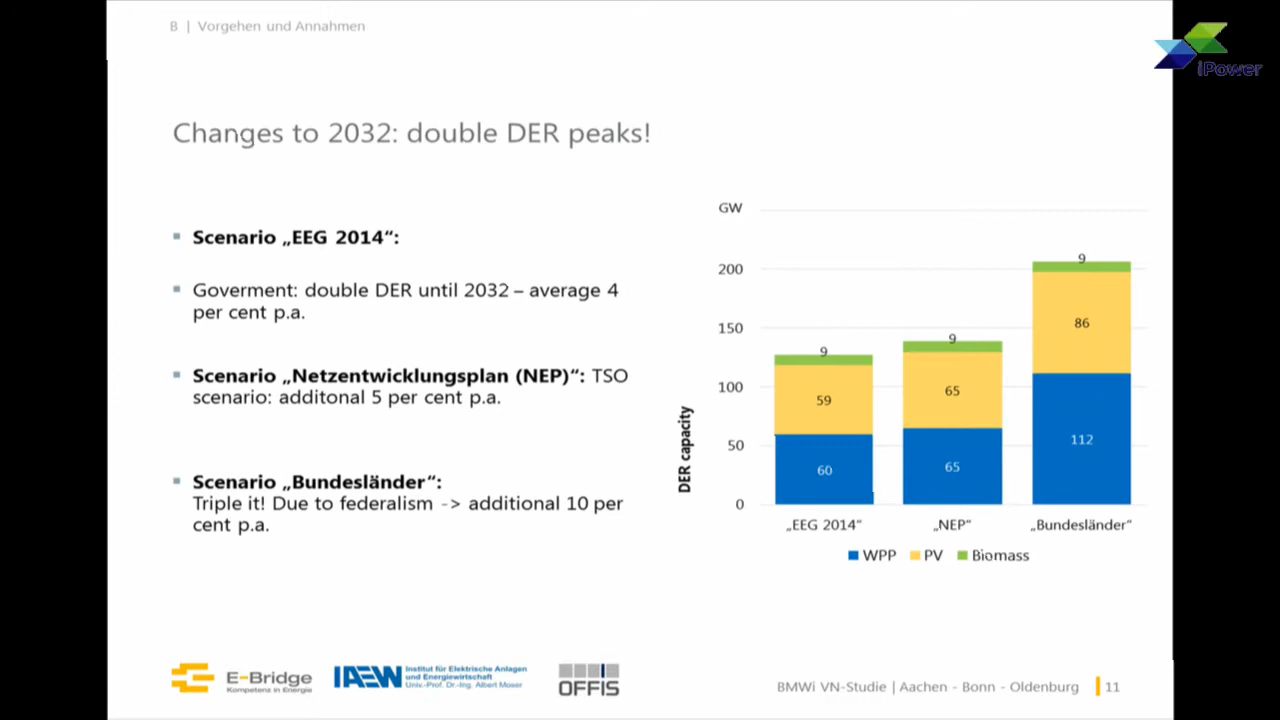 B | Vorgehen und Annahmen
iPower
Changes to 2032: double DER peaks!
Scenario „EEG 2014“:
Goverment: double DER until 2032 – average 4
per cent p.a.
Scenario „Netzentwicklungsplan (NEP)“: TSO
scenario: additonal 5 per cent p.a.
Scenario „Bundesländer“:
Triple it! Due to federalism -> additional 10 per
cent p.a.
GW
200
150
100
50
0
DER capacity
9
59
60
9
65
65
9
86
112
„EEG 2014“
„NEP“
„Bundesländer“
WPP PV Biomass
E-Bridge
Kompetenz in Energie
IAEW
Institut für Elektrische Anlagen
und Energiewirtschaft
Univ.-Prof. Dr.-Ing. Albert Moser
OFFIS
BMWi VN-Studie | Aachen - Bonn - Oldenburg
11